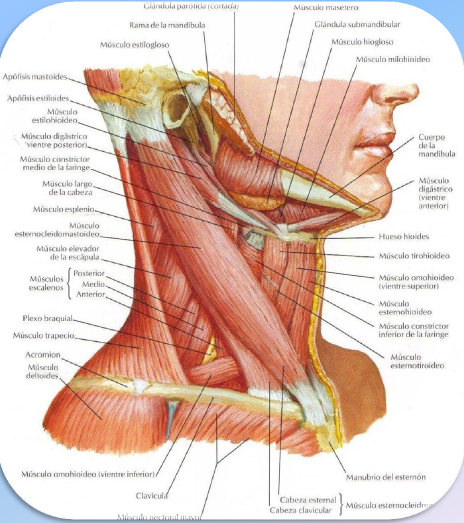 Glándula parótida (cortada)
Rama de la mandíbula
Músculo estilogloso
Apófisis mastoides
Apófisis estiloides
Músculo
estilohioideo
Músculo digástrico
(vientre posterior)
Músculo constrictor
medio de la faringe
Músculo largo
de la cabeza
Músculo esplenio
Músculo
esternocleidomastoideo
Músculo elevador
de la escápula
Músculos
escalenos
Posterior
Medio
Anterior
Plexo braquial
Músculo trapecio
Acromion
Músculo
deltoides
Músculo omohioideo (vientre inferior)
Clavícula
Músculo pectoral mayor
Músculo masetero
Glándula submandibular
Músculo hiogloso
Músculo milohioideo
Cuerpo
de la
mandíbula
Músculo
digástrico
(vientre
anterior)
Hueso hioides
Músculo tirohioideo
Músculo omohioideo
(vientre superior)
Músculo
esternohioideo
Músculo constrictor
inferior de la faringe
Músculo
esternotiroideo
Manubrio del esternón
Cabeza esternal
Cabeza clavicular
Músculo